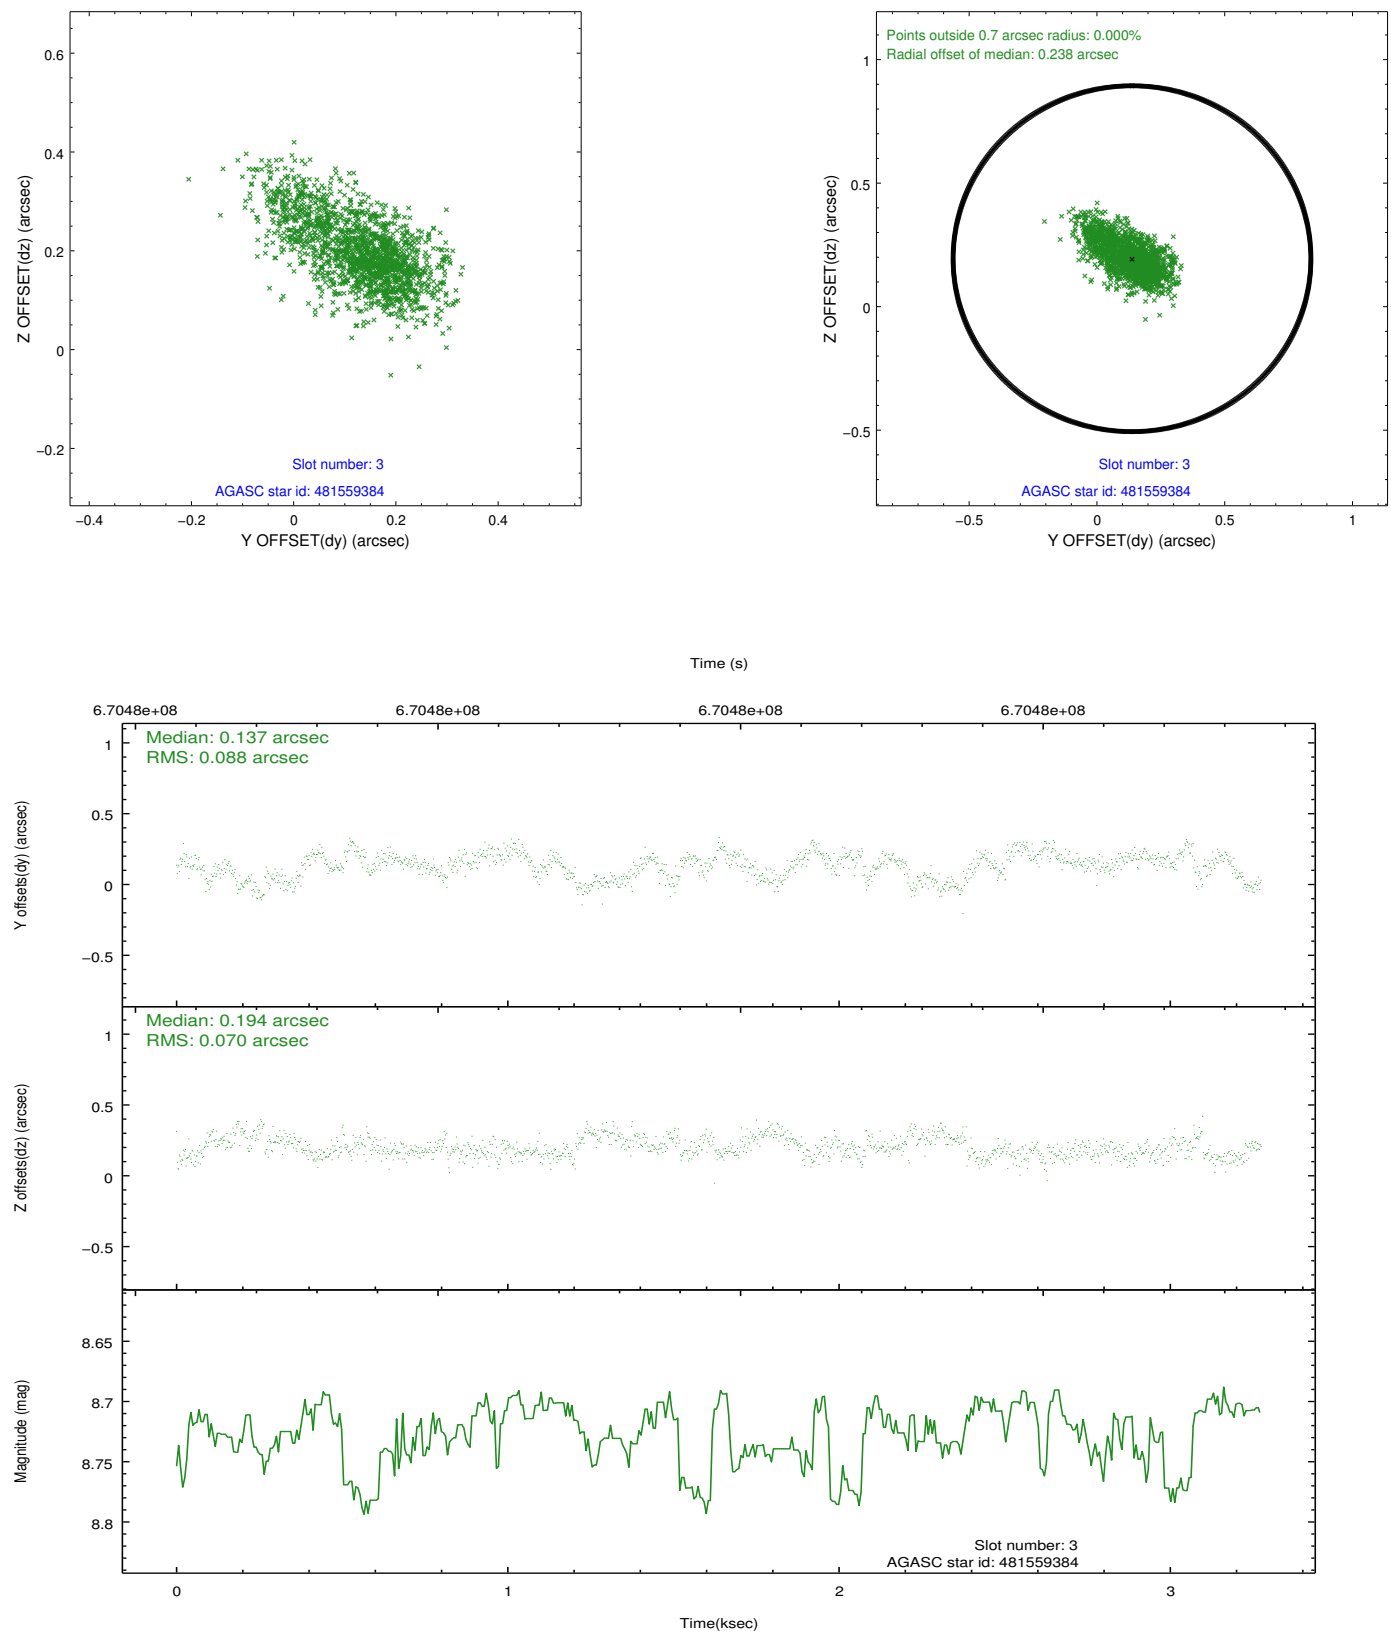 0.6
0.4
0.2
0
−0.2
Z OFFSET(dz) (arcsec)
Slot number: 3
AGASC star id: 481559384
−0.4 −0.2 0 0.2 0.4
Y OFFSET(dy) (arcsec)
Points outside 0.7 arcsec radius: 0.000%
Radial offset of median: 0.238 arcsec
1
0.5
0
−0.5
Z OFFSET(dz) (arcsec)
Slot number: 3
AGASC star id: 481559384
−0.5 0 0.5 1
Y OFFSET(dy) (arcsec)
Time (s)
6.7048e+08 6.7048e+08 6.7048e+08 6.7048e+08
Median: 0.137 arcsec
RMS: 0.088 arcsec
1
0.5
0
−0.5
Y offsets(dy) (arcsec)
Median: 0.194 arcsec
RMS: 0.070 arcsec
1
0.5
0
−0.5
Z offsets(dz) (arcsec)
8.65
8.7
8.75
8.8
Magnitude (mag)
Slot number: 3
AGASC star id: 481559384
0 1 2 3
Time(ksec)